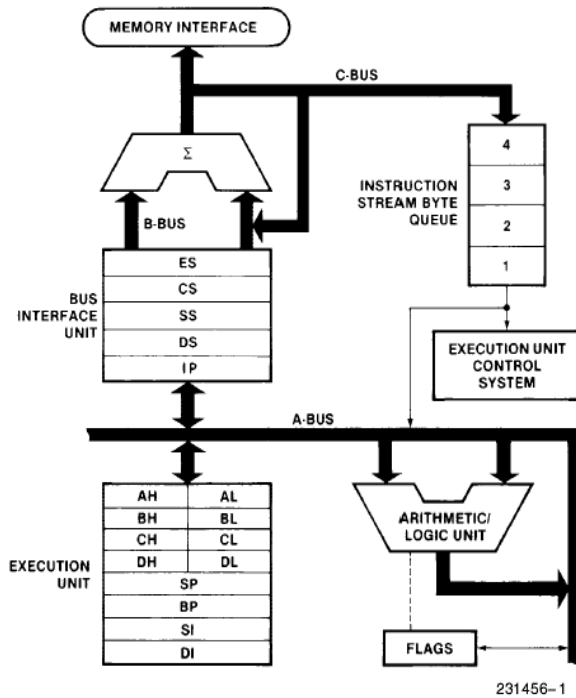 MEMORY INTERFACE
C-BUS
Σ
B-BUS
INSTRUCTION
STREAM BYTE
QUEUE
4
3
2
1
BUS
INTERFACE
UNIT
ES
CS
SS
DS
IP
EXECUTION UNIT
CONTROL
SYSTEM
A-BUS
EXECUTION
UNIT
AH AL
BH BL
CH CL
DH DL
SP
BP
SI
DI
ARITHMETIC/
LOGIC UNIT
FLAGS
231456-1